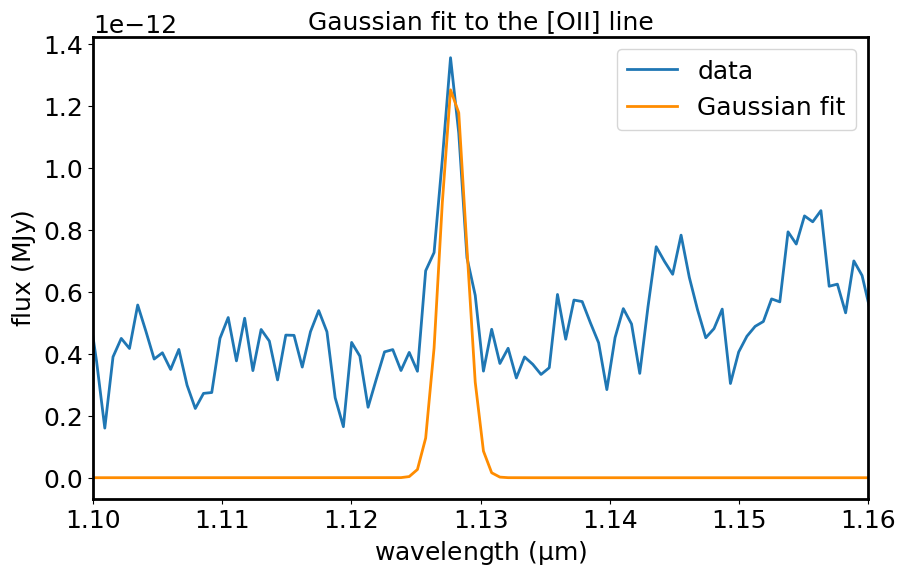 Gaussian fit to the [OII] line
1e−12
1.4
1.2
1.0
0.8
0.6
0.4
0.2
0.0
flux (MJy)
data
Gaussian fit
1.10 1.11 1.12 1.13 1.14 1.15 1.16
wavelength (μm)